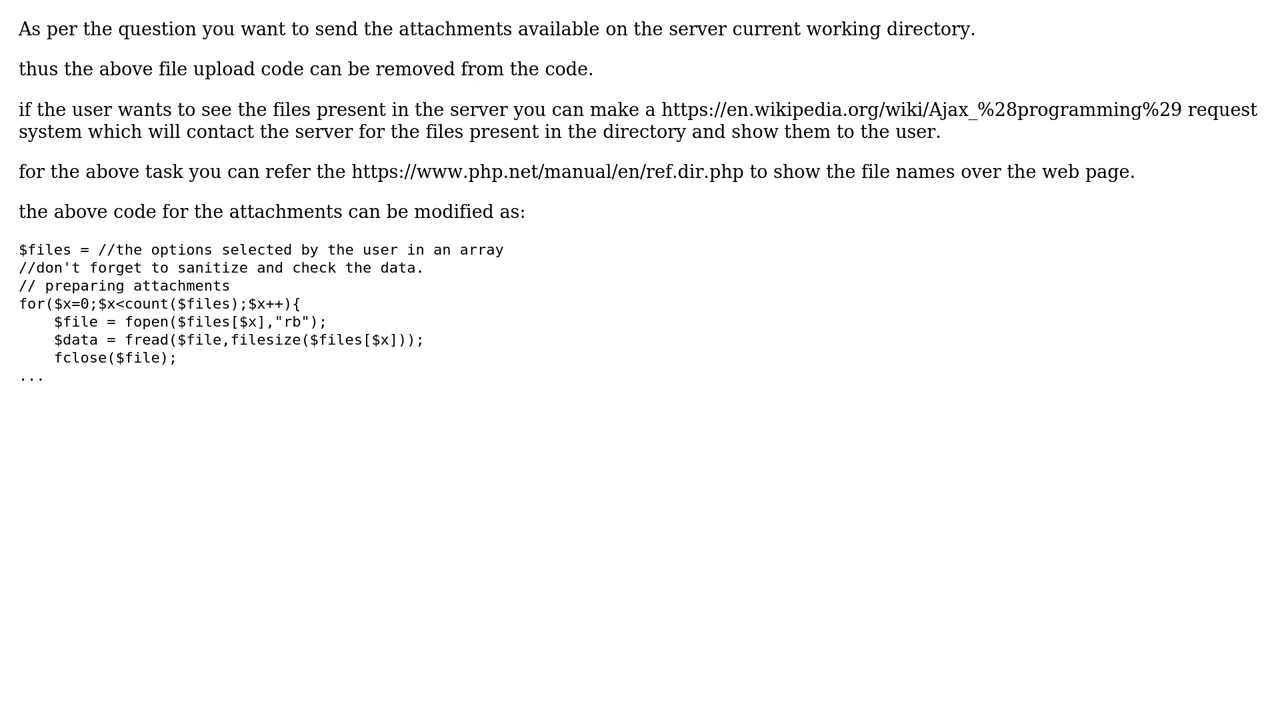 As per the question you want to send the attachments available on the server current working directory.
thus the above file upload code can be removed from the code.
if the user wants to see the files present in the server you can make a https://en.wikipedia.org/wiki/Ajax_%28programming%29 request
system which will contact the server for the files present in the directory and show them to the user.
for the above task you can refer the https://www.php.net/manual/en/ref.dir.php to show the file names over the web page.
the above code for the attachments can be modified as:
$files = //the options selected by the user in an array
//don't forget to sanitize and check the data.
// preparing attachments
for($x=0;$x<count($files);$x++){
    $file = fopen($files[$x],"rb");
    $data = fread($file,filesize($files[$x]));
    fclose($file);
...